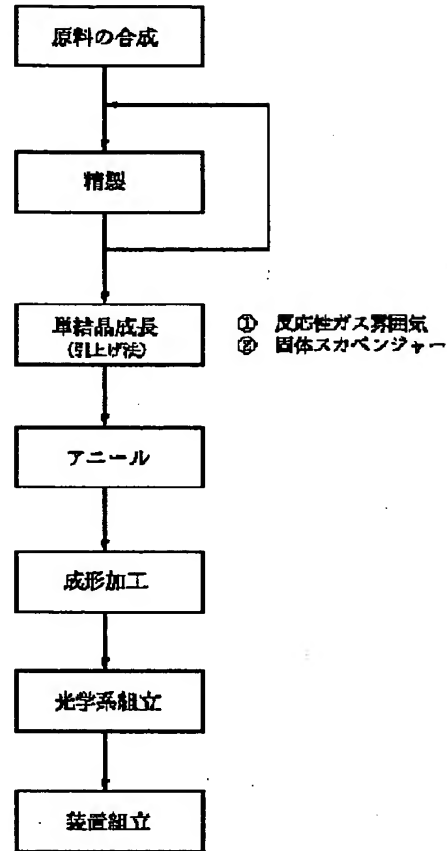 原料の合成
精製
単結晶成長
(引上げ法)
① 反応性ガス雰囲気
② 固体スカベンジャー
アニール
成形加工
光学系組立
装置組立